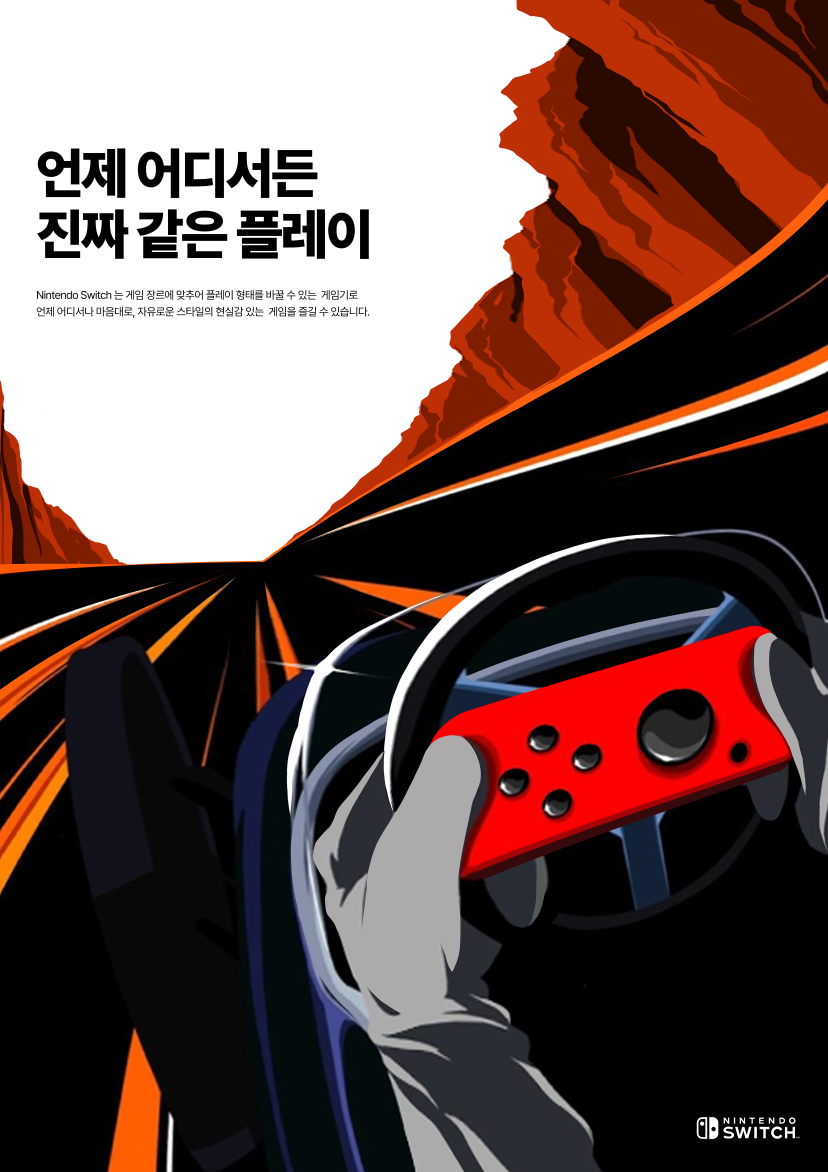 언제 어디서든
진짜 같은 플레이
Nintendo Switch 는 게임 장르에 맞추어 플레이 형태를 바꿀 수 있는 게임기로
언제 어디서나 마음대로, 자유로운 스타일의 현실감 있는 게임을 즐길 수 있습니다.
NINTENDO
SWITCH™